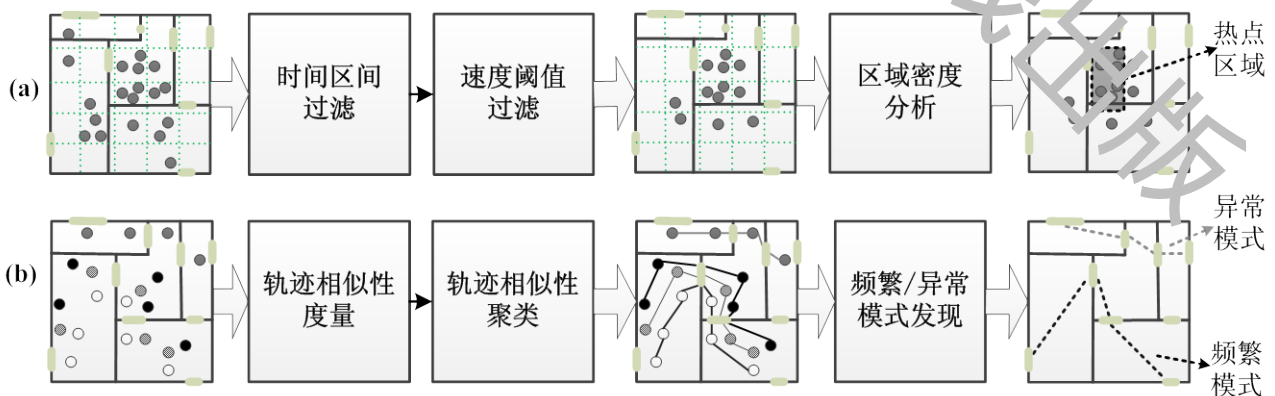 (a)
时间区间
过滤
速度阈值
过滤
区域密度
分析
热点
区域
(b)
轨迹相似性
度量
轨迹相似性
聚类
频繁/异常
模式发现
异常
模式
频繁
模式
出版